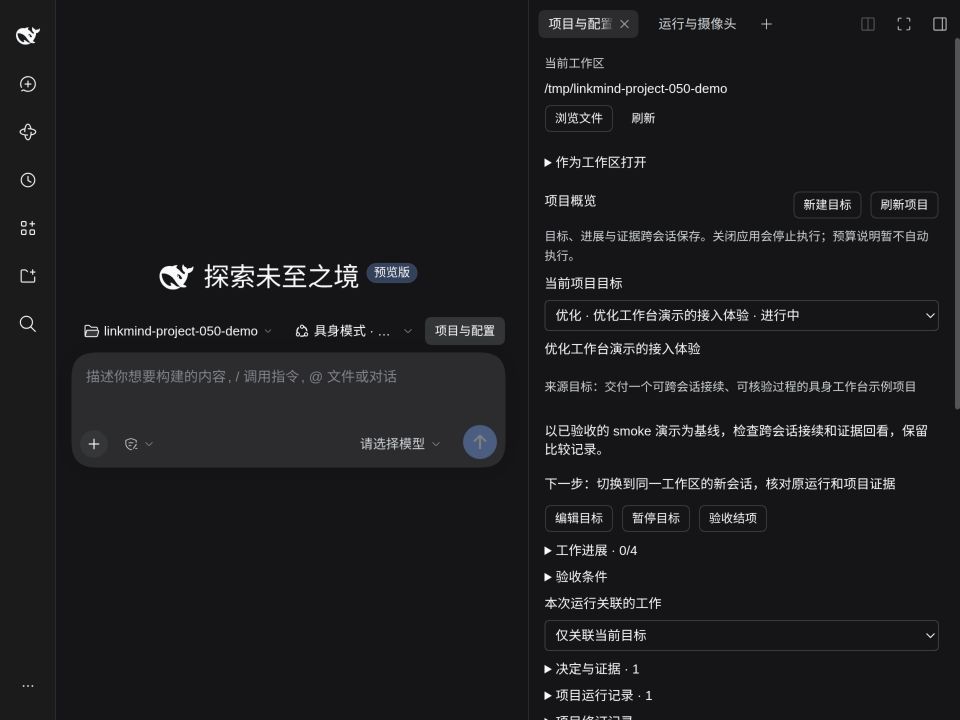 探索未至之境 预览版
linkmind-project-050-demo 具身模式 · … 项目与配置
描述你想要构建的内容, / 调用指令, @ 文件或对话
请选择模型
项目与配置 运行与摄像头
当前工作区
/tmp/linkmind-project-050-demo
浏览文件 刷新
作为工作区打开
项目概览 新建目标 刷新项目
目标、进展与证据跨会话保存。关闭应用会停止执行；预算说明暂不自动
执行。
当前项目目标
优化 · 优化工作台演示的接入体验 · 进行中
优化工作台演示的接入体验
来源目标：交付一个可跨会话接续、可核验过程的具身工作台示例项目
以已验收的 smoke 演示为基线，检查跨会话接续和证据回看，保留
比较记录。
下一步：切换到同一工作区的新会话，核对原运行和项目证据
编辑目标 暂停目标 验收结项
工作进展 · 0/4
验收条件
本次运行关联的工作
仅关联当前目标
决定与证据 · 1
项目运行记录 · 1
项目修订记录